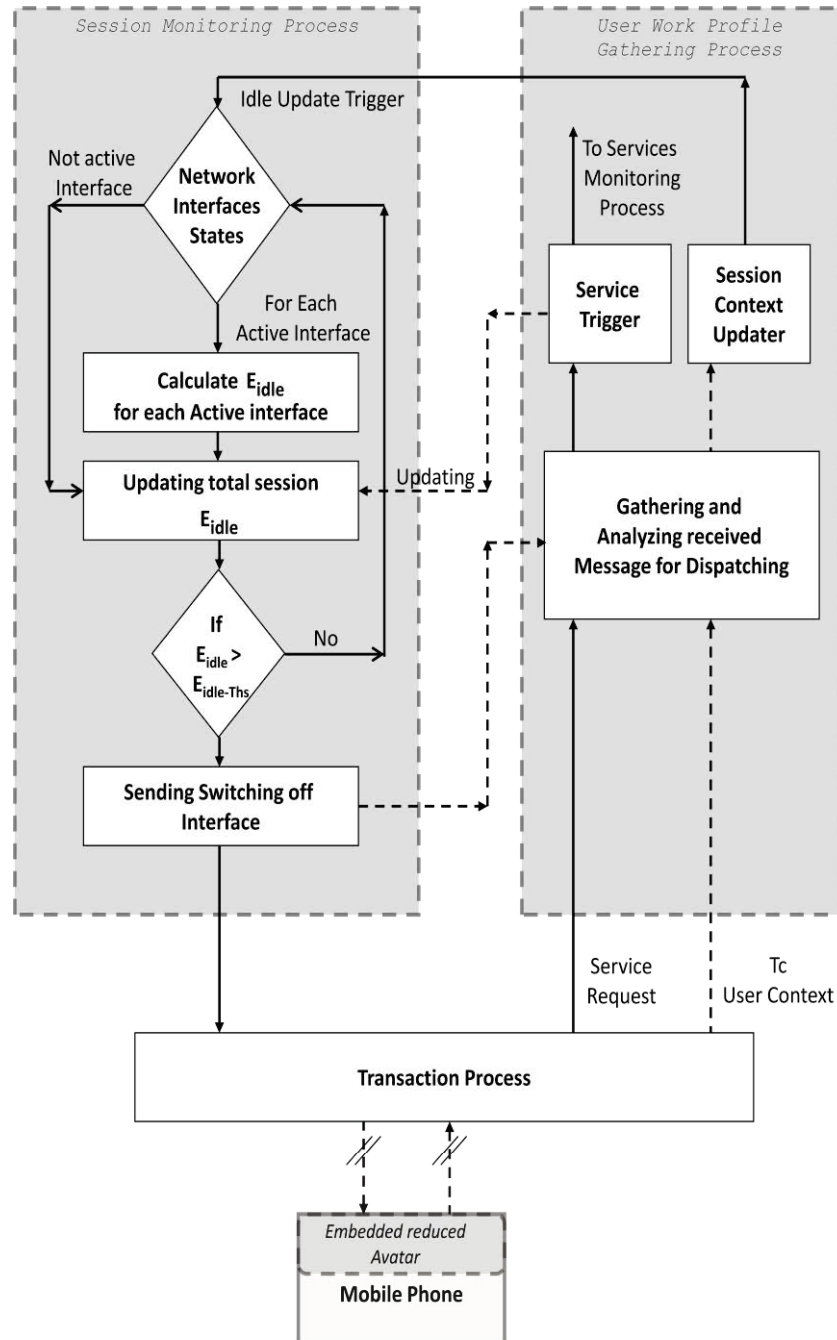 Session Monitoring Process
User Work Profile
Gathering Process
Idle Update Trigger
Not active
Interface
Network
Interfaces
States
To Services
Monitoring
Process
For Each
Active Interface
Service
Trigger
Session
Context
Updater
Calculate E_idle
for each Active interface
Updating total session
E_idle
Updating
Gathering and
Analyzing received
Message for Dispatching
If
E_idle >
E_idle-Ths
No
Sending Switching off
Interface
Service
Request
Tc
User Context
Transaction Process
Embedded reduced
Avatar
Mobile Phone